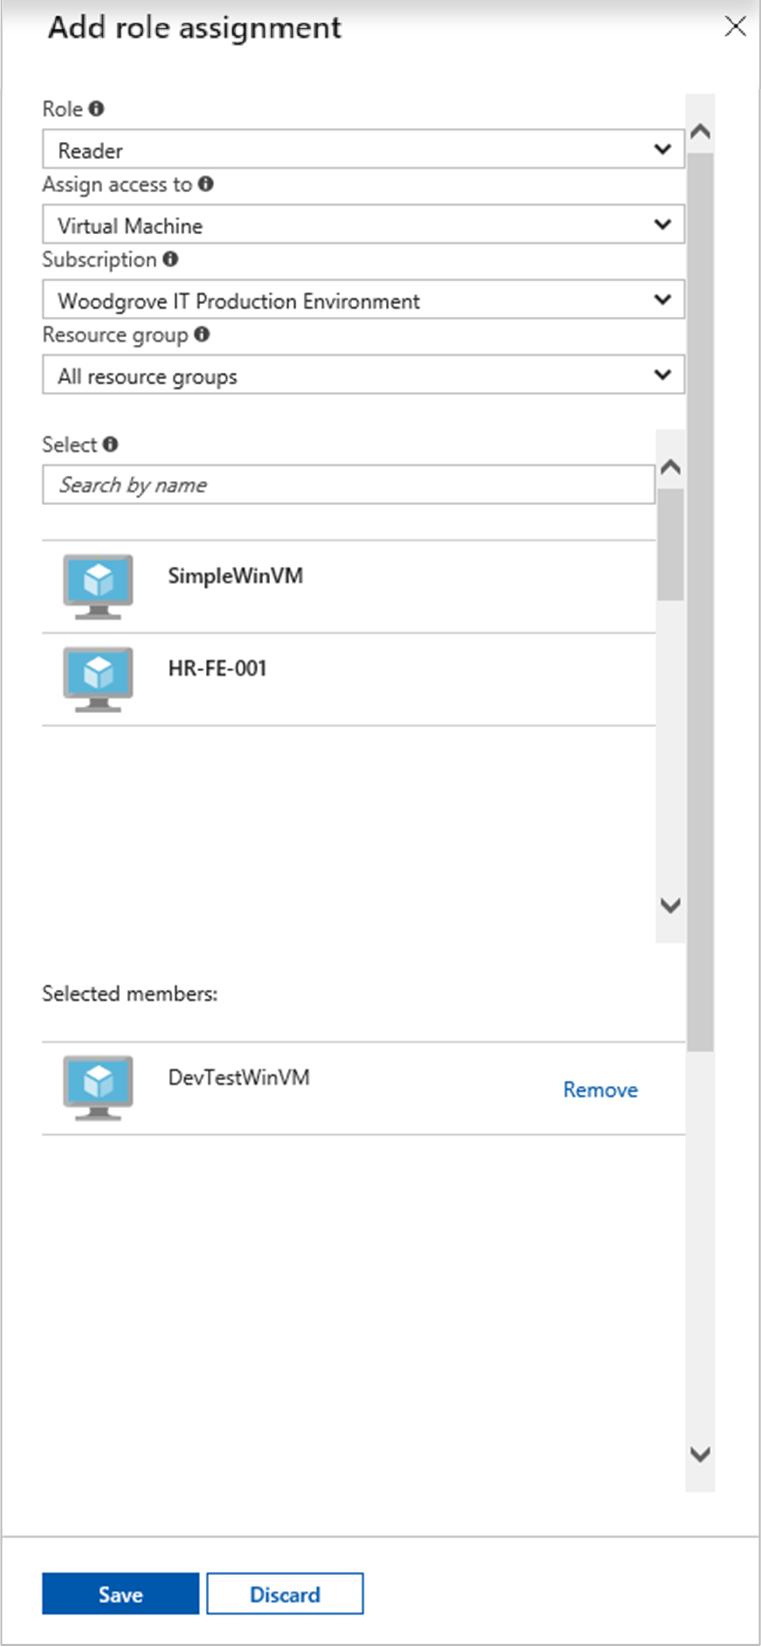 Add role assignment
Role
Reader
Assign access to
Virtual Machine
Subscription
Woodgrove IT Production Environment
Resource group
All resource groups
Select
Search by name
SimpleWinVM
HR-FE-001
Selected members:
DevTestWinVM
Remove
Save
Discard